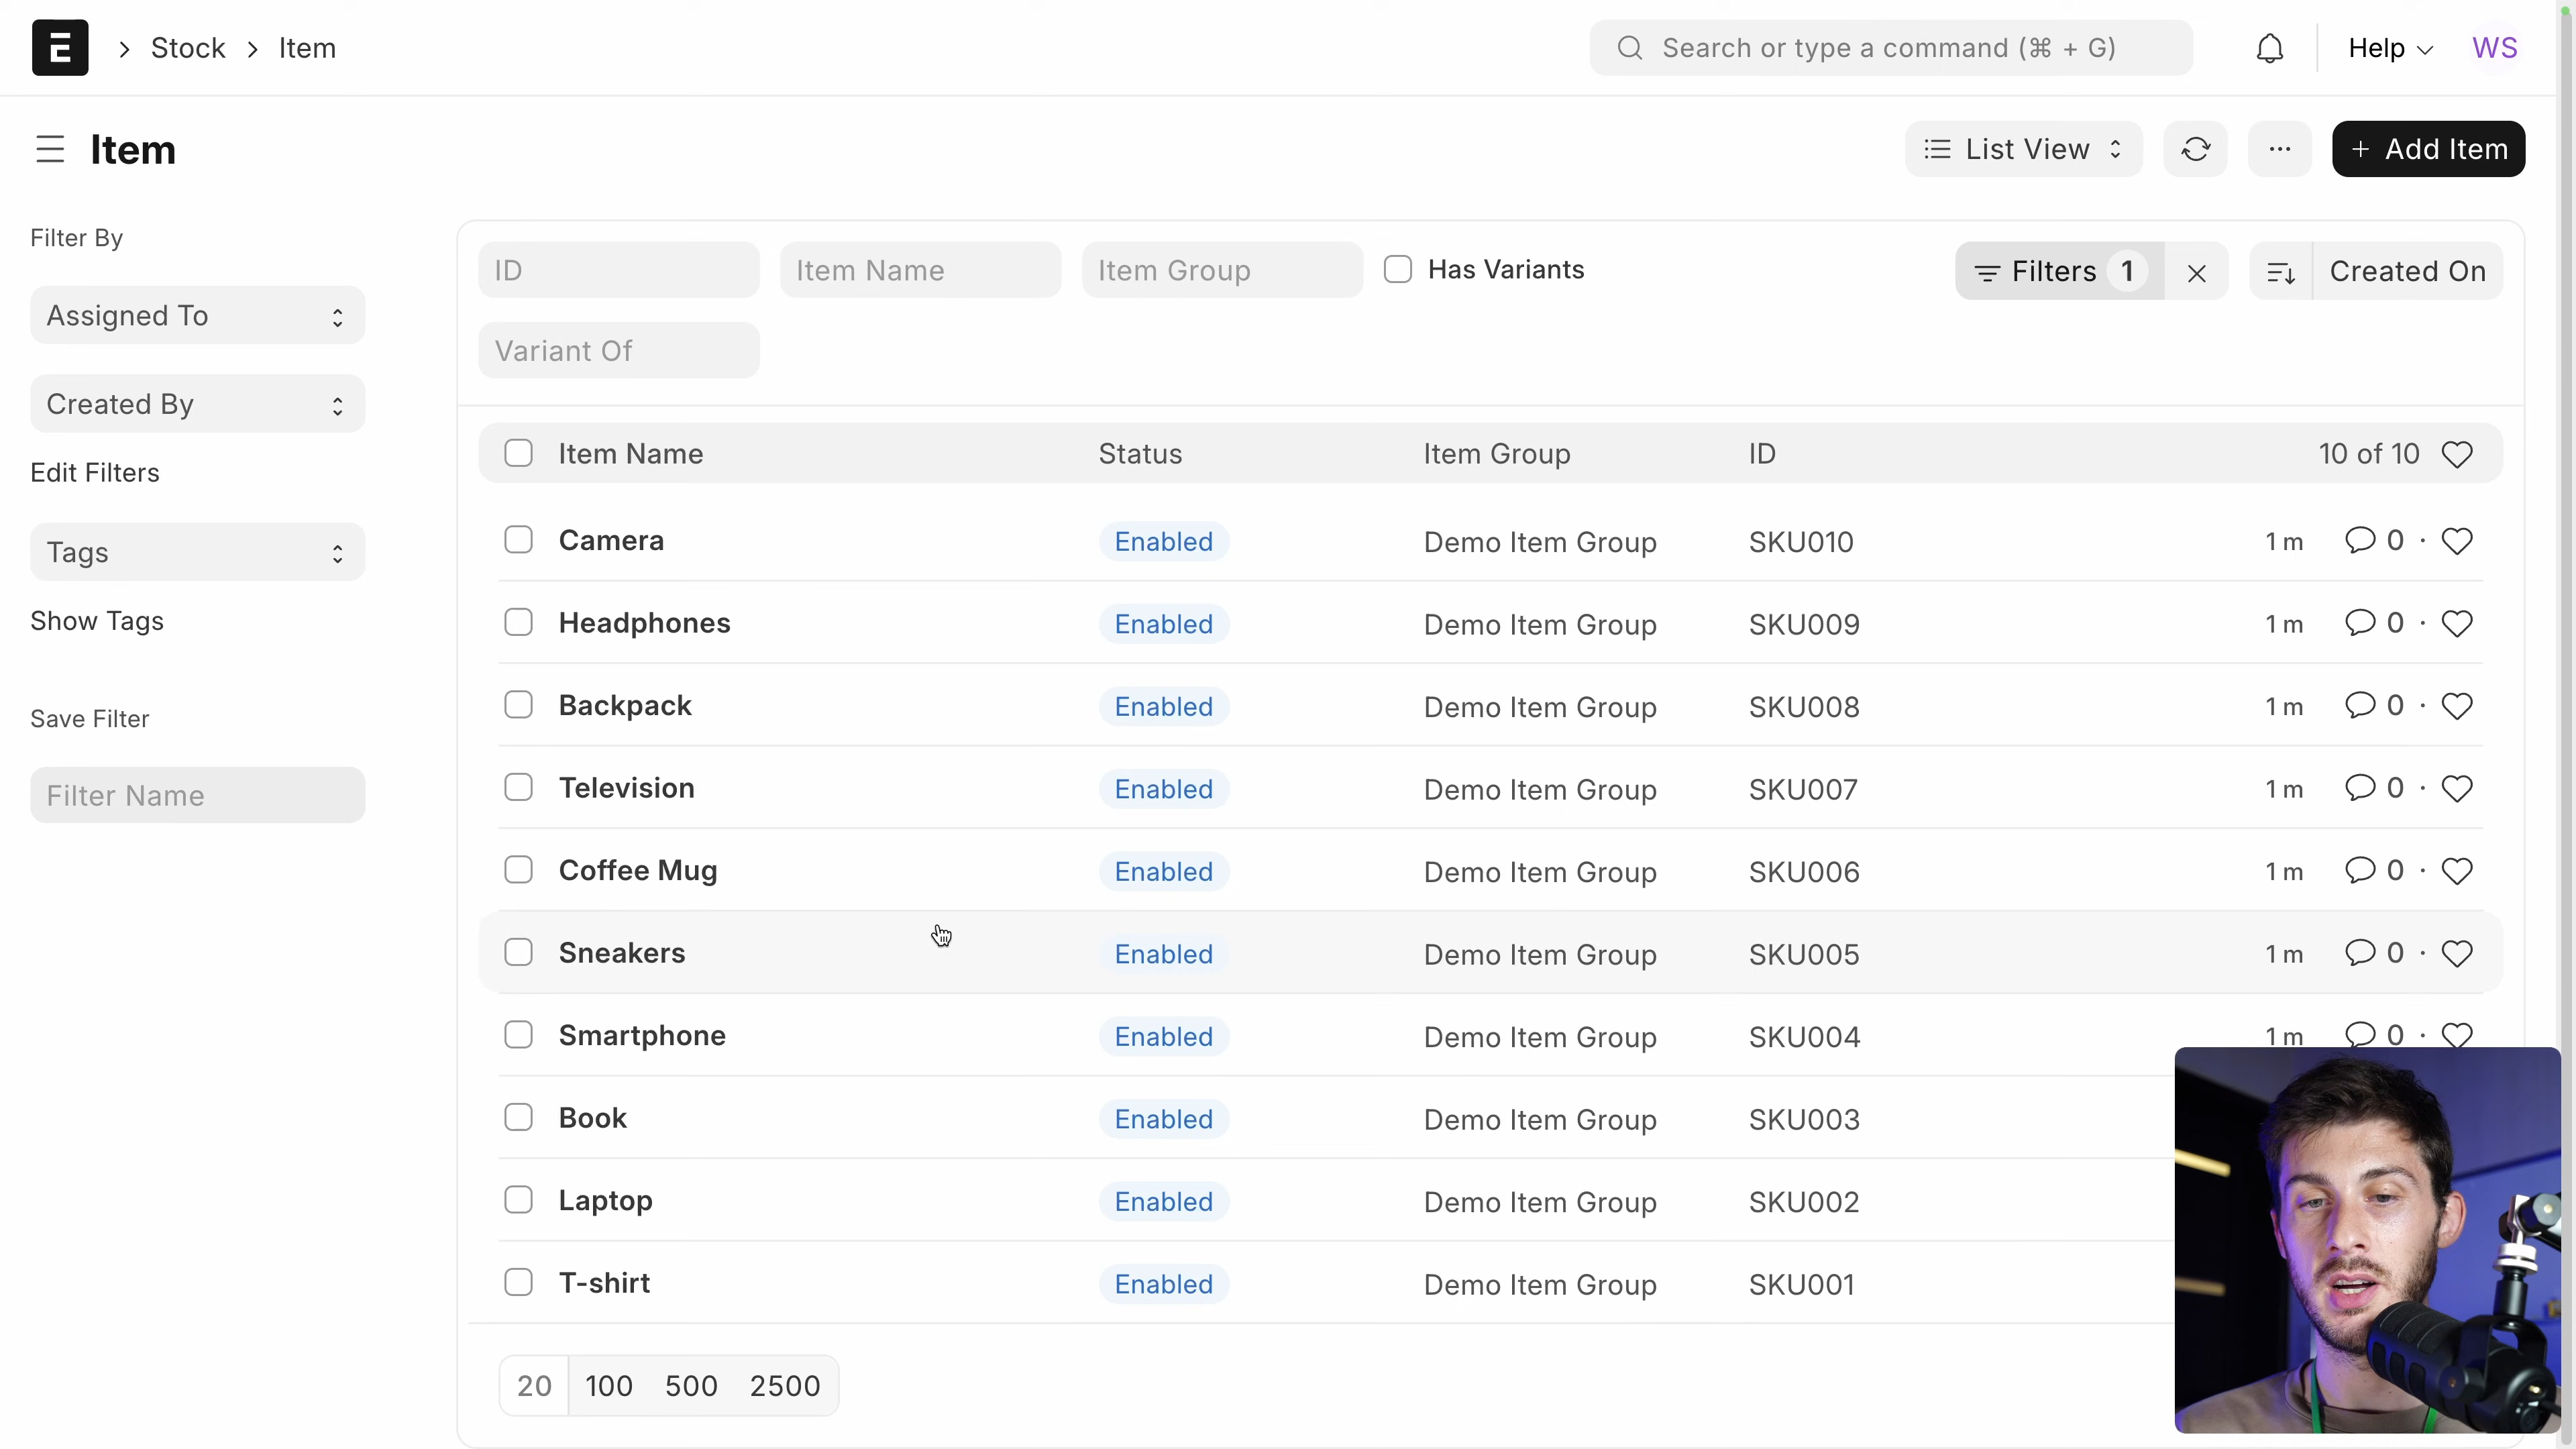 E > Stock > Item
Search or type a command (⌘ + G)
Help
WS
Item
List View
...
+ Add Item
Filter By
Assigned To
Created By
Edit Filters
Tags
Show Tags
Save Filter
Filter Name
ID
Item Name
Item Group
Has Variants
Filters 1
Created On
Variant Of
Item Name Status Item Group ID 10 of 10
Camera Enabled Demo Item Group SKU010 1 m 0 ·
Headphones Enabled Demo Item Group SKU009 1 m 0 ·
Backpack Enabled Demo Item Group SKU008 1 m 0 ·
Television Enabled Demo Item Group SKU007 1 m 0 ·
Coffee Mug Enabled Demo Item Group SKU006 1 m 0 ·
Sneakers Enabled Demo Item Group SKU005 1 m 0 ·
Smartphone Enabled Demo Item Group SKU004 1 m 0 ·
Book Enabled Demo Item Group SKU003
Laptop Enabled Demo Item Group SKU002
T-shirt Enabled Demo Item Group SKU001
20 100 500 2500